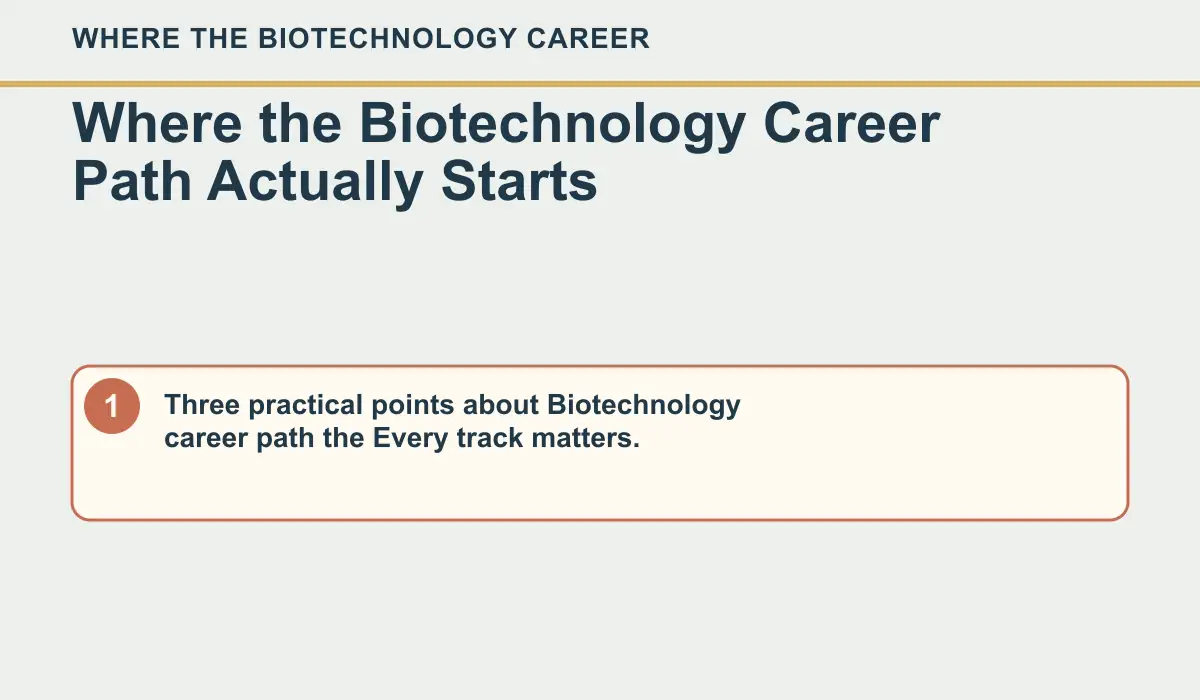 WHERE THE BIOTECHNOLOGY CAREER
Where the Biotechnology Career
Path Actually Starts
1
Three practical points about Biotechnology
career path the Every track matters.